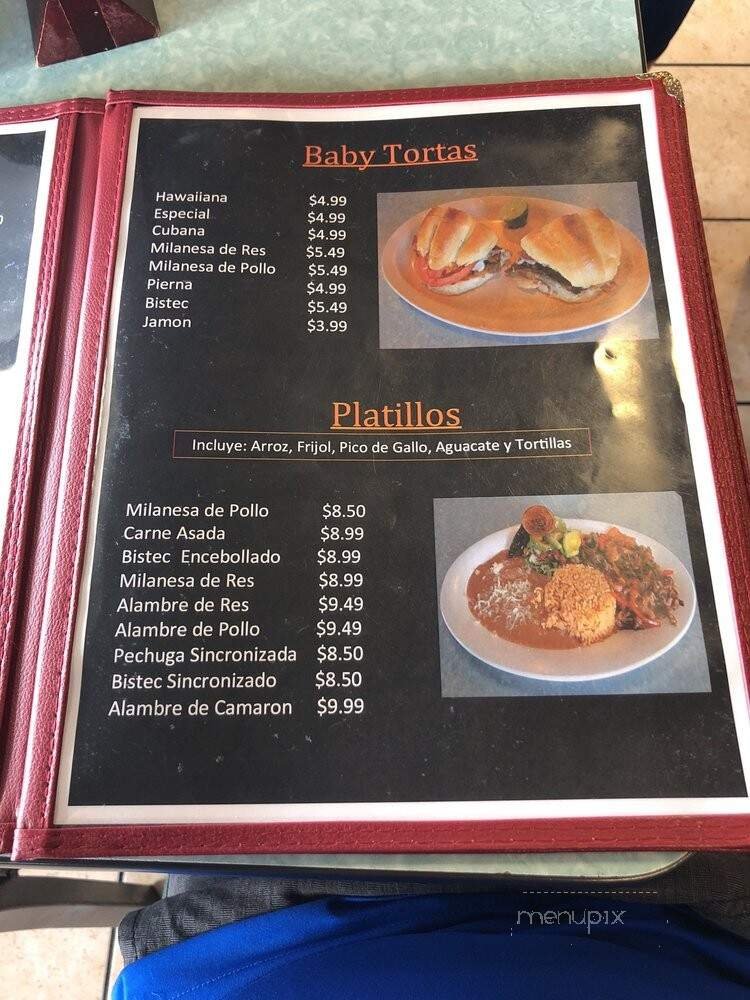 Baby Tortas
Hawaiiana $4.99
Especial $4.99
Cubana $4.99
Milanesa de Res $5.49
Milanesa de Pollo $5.49
Pierna $4.99
Bistec $5.49
Jamon $3.99
Platillos
Incluye: Arroz, Frijol, Pico de Gallo, Aguacate y Tortillas
Milanesa de Pollo $8.50
Carne Asada $8.99
Bistec Encebollado $8.99
Milanesa de Res $8.99
Alambre de Res $9.49
Alambre de Pollo $9.49
Pechuga Sincronizada $8.50
Bistec Sincronizado $8.50
Alambre de Camaron $9.99
menupix